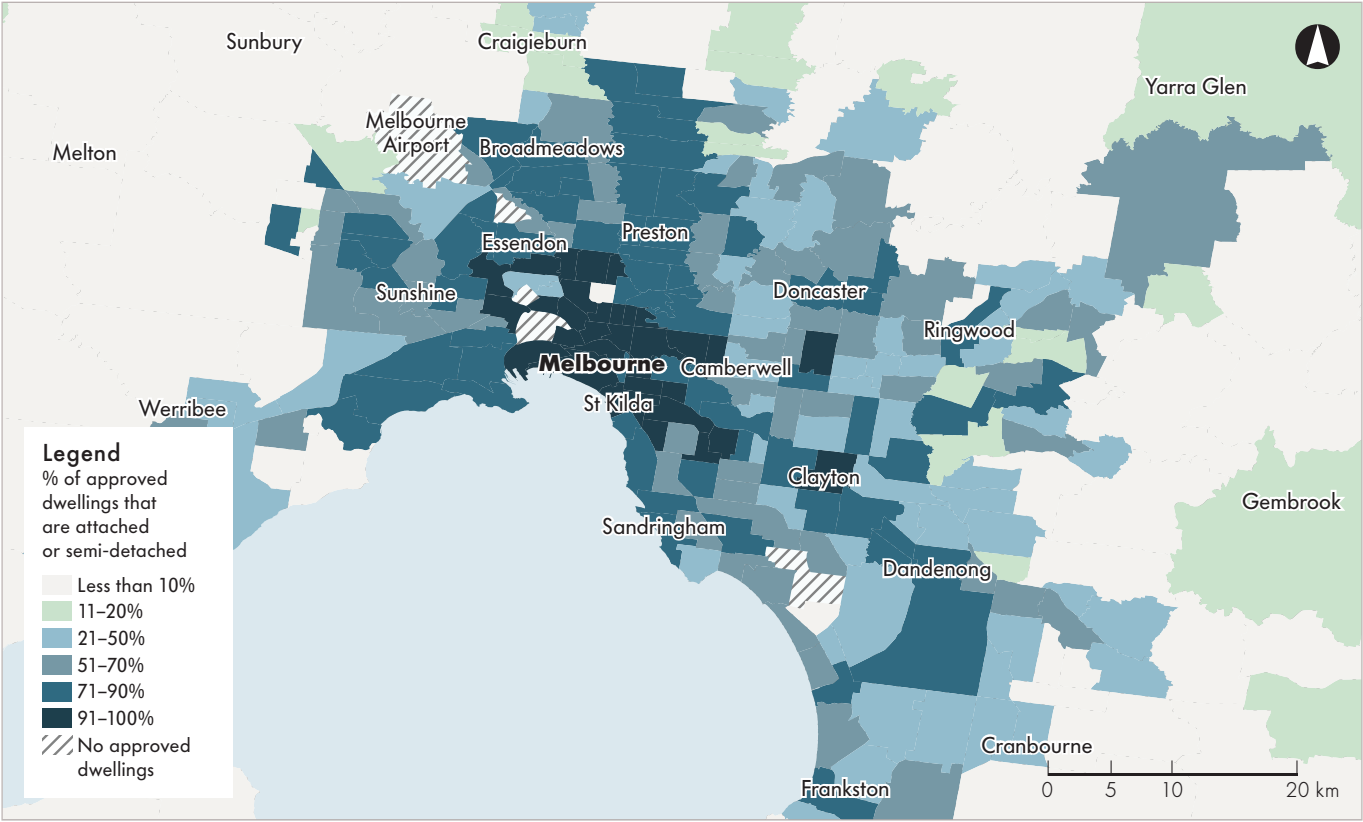 Sunbury
Craigieburn
Yarra Glen
Melbourne
Airport
Broadmeadows
Melton
Preston
Essendon
Sunshine
Doncaster
Ringwood
Melbourne
Camberwell
St Kilda
Werribee
Clayton
Gembrook
Sandringham
Dandenong
Cranbourne
Frankston
Legend
% of approved
dwellings that
are attached
or semi-detached
Less than 10%
11–20%
21–50%
51–70%
71–90%
91–100%
No approved
dwellings
0 5 10 20 km